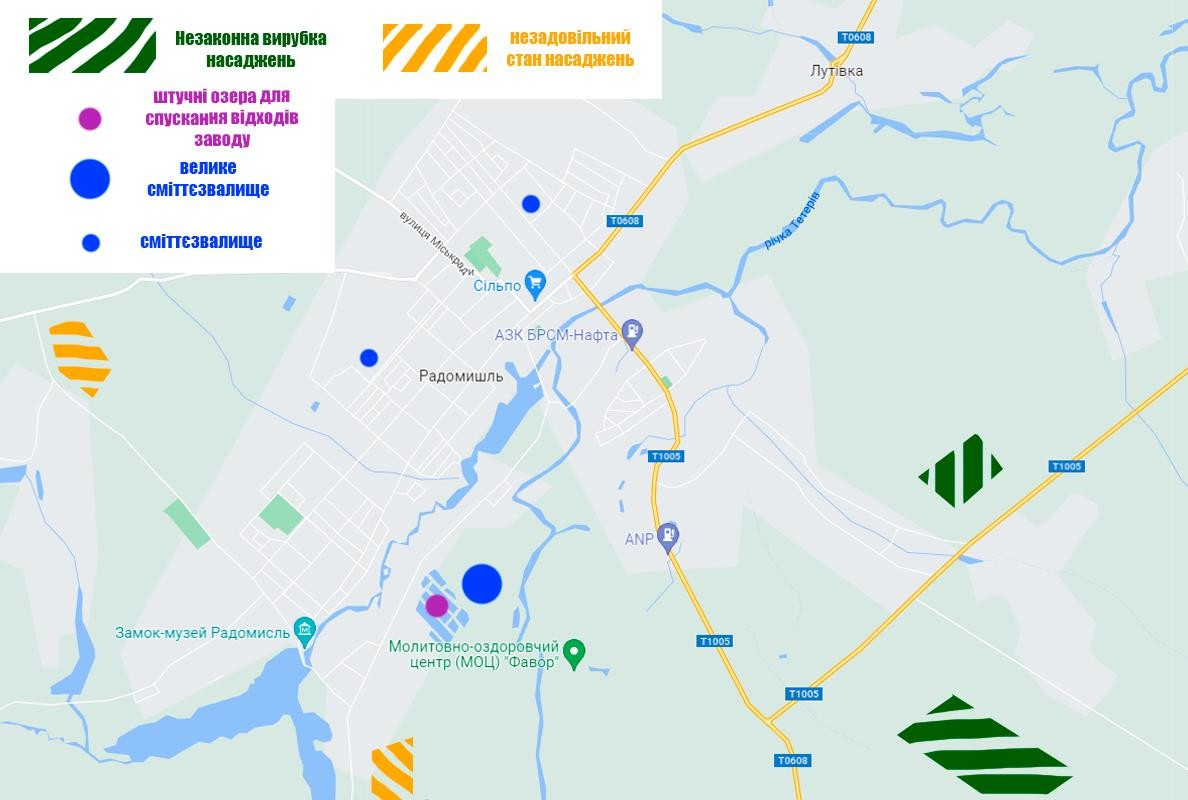 Незаконна вирубка
насаджень
незадовільний
стан насаджень
штучні озера для
спускання відходів
заводу
велике
сміттєзвалище
сміттєзвалище
T0608
Лутівка
вулиця Міськради
T0608
річка Тетерів
Сільпо
АЗК БРСМ-Нафта
Радомишль
T1005
T1005
ANP
Замок-музей Радомисль
Молитовно-оздоровчий
центр (МОЦ) "Фавор"
T1005
T1005
T0608